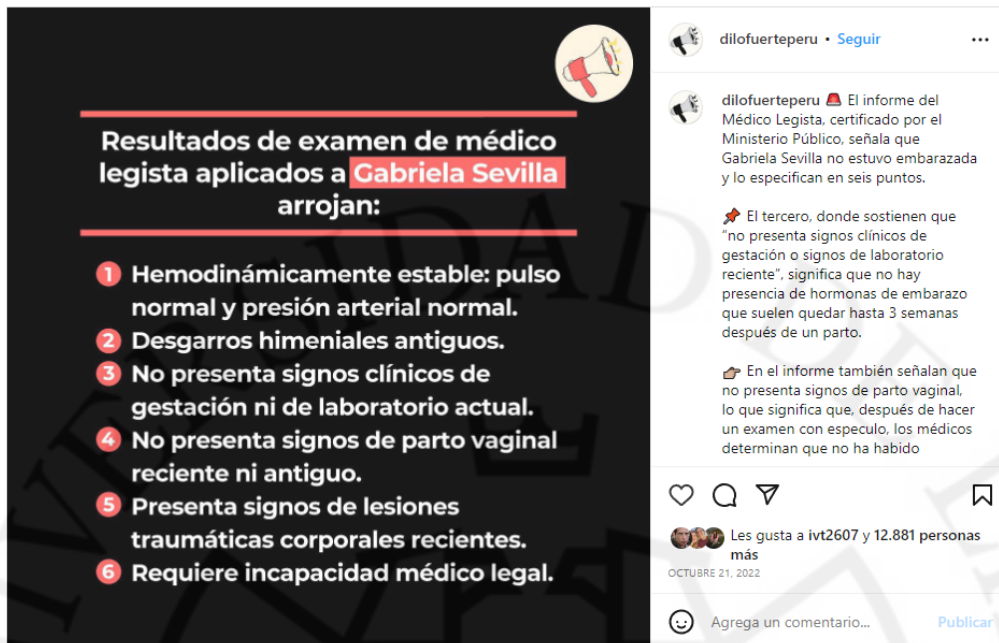 Resultados de examen de médico
legista aplicados a Gabriela Sevilla
arrojan:
1 Hemodinámicamente estable: pulso
normal y presión arterial normal.
2 Desgarros himeniales antiguos.
3 No presenta signos clínicos de
gestación ni de laboratorio actual.
4 No presenta signos de parto vaginal
reciente ni antiguo.
5 Presenta signos de lesiones
traumáticas corporales recientes.
6 Requiere incapacidad médico legal.
dilofuerteperu • Seguir
dilofuerteperu 🚨 El informe del
Médico Legista, certificado por el
Ministerio Público, señala que
Gabriela Sevilla no estuvo embarazada
y lo especifican en seis puntos.
📌 El tercero, donde sostienen que
“no presenta signos clínicos de
gestación o signos de laboratorio
reciente”, significa que no hay
presencia de hormonas de embarazo
que suelen quedar hasta 3 semanas
después de un parto.
👉🏽 En el informe también señalan que
no presenta signos de parto vaginal,
lo que significa que, después de hacer
un examen con especulo, los médicos
determinan que no ha habido
Les gusta a ivt2607 y 12.881 personas
más
OCTUBRE 21, 2022
Agrega un comentario... Publicar